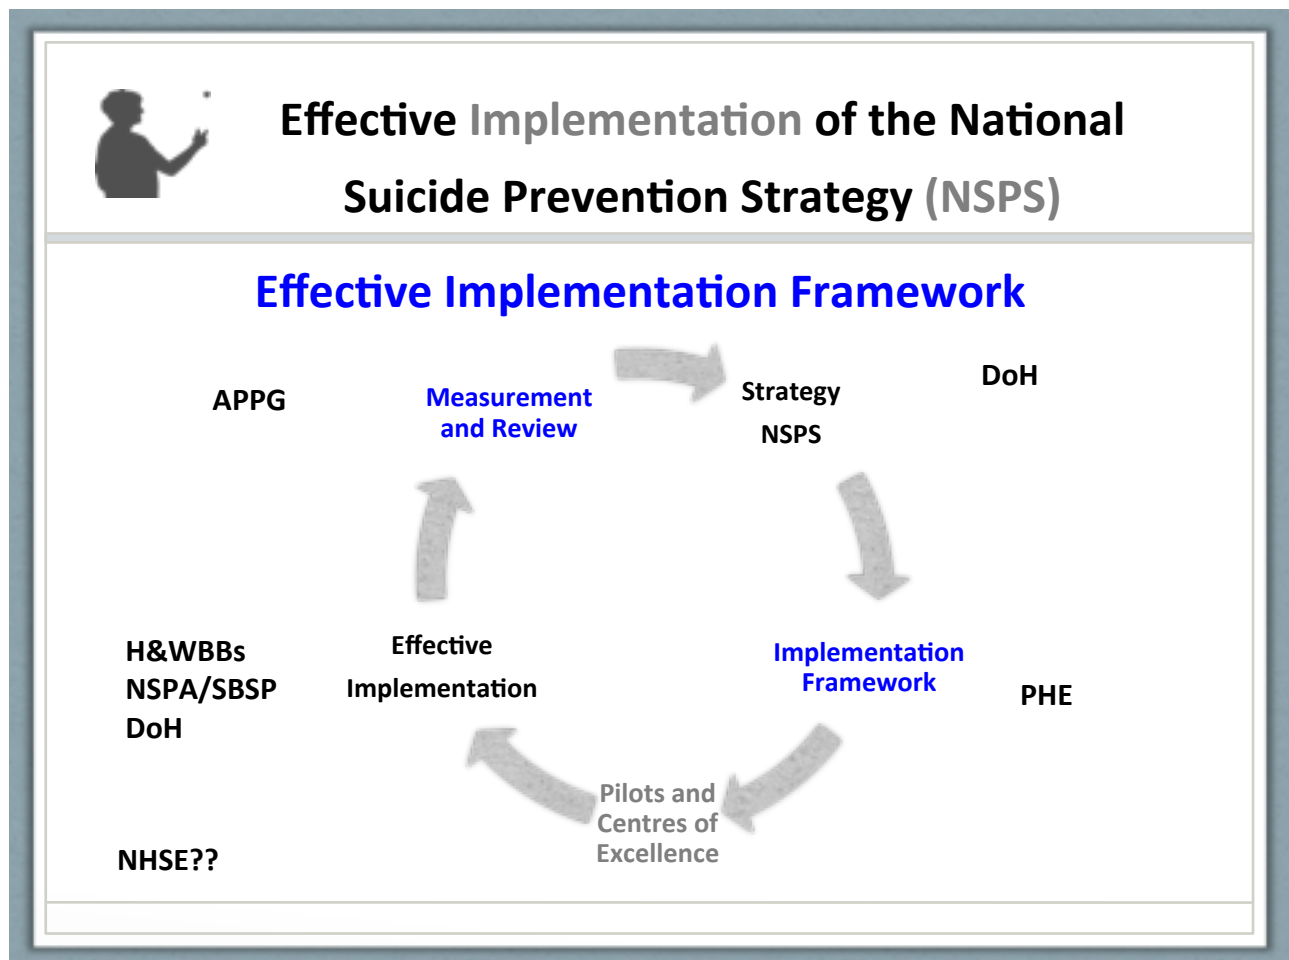 Effective Implementation of the National
Suicide Prevention Strategy (NSPS)
Effective Implementation Framework
APPG
Measurement
and Review
Strategy
NSPS
DoH
H&WBBs
NSPA/SBSP
DoH
Effective
Implementation
Implementation
Framework
PHE
Pilots and
Centres of
Excellence
NHSE??